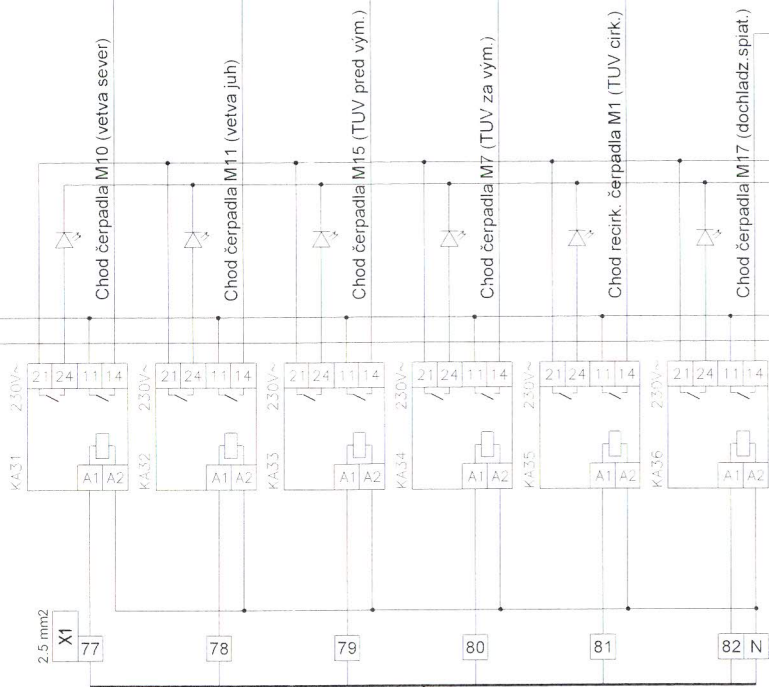 Chod čerpadla M10 (vetva sever)
Chod čerpadla M11 (vetva juh)
Chod čerpadla M15 (TUV pred vým.)
Chod čerpadla M7 (TUV za vým.)
Chod recirk. čerpadla M1 (TUV cirk.)
Chod čerpadla M17 (dochladz.spiat.)
KA31 230V~
21 24 11 14
A1 A2
KA32 230V~
21 24 11 14
A1 A2
KA33 230V~
21 24 11 14
A1 A2
KA34 230V~
21 24 11 14
A1 A2
KA35 230V~
21 24 11 14
A1 A2
KA36 230V~
21 24 11 14
A1 A2
2.5 mm2
X1
77
78
79
80
81
82 N